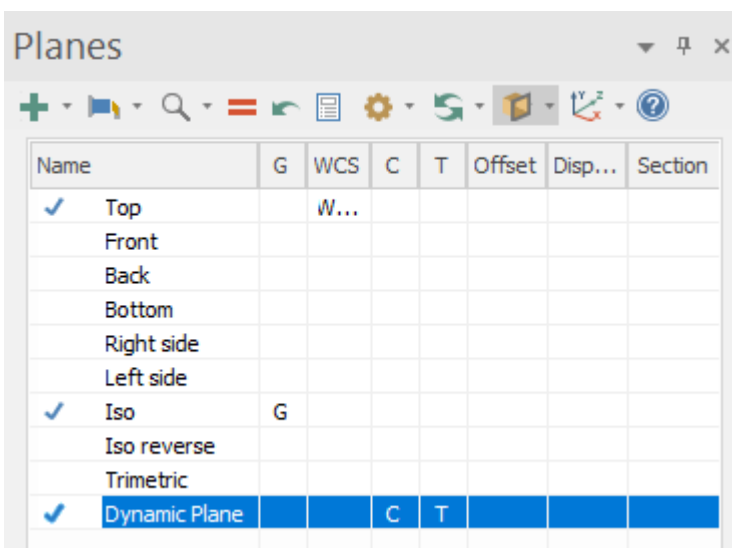 Planes
Name G WCS C T Offset Disp... Section
Top W...
Front
Back
Bottom
Right side
Left side
Iso G
Iso reverse
Trimetric
Dynamic Plane C T